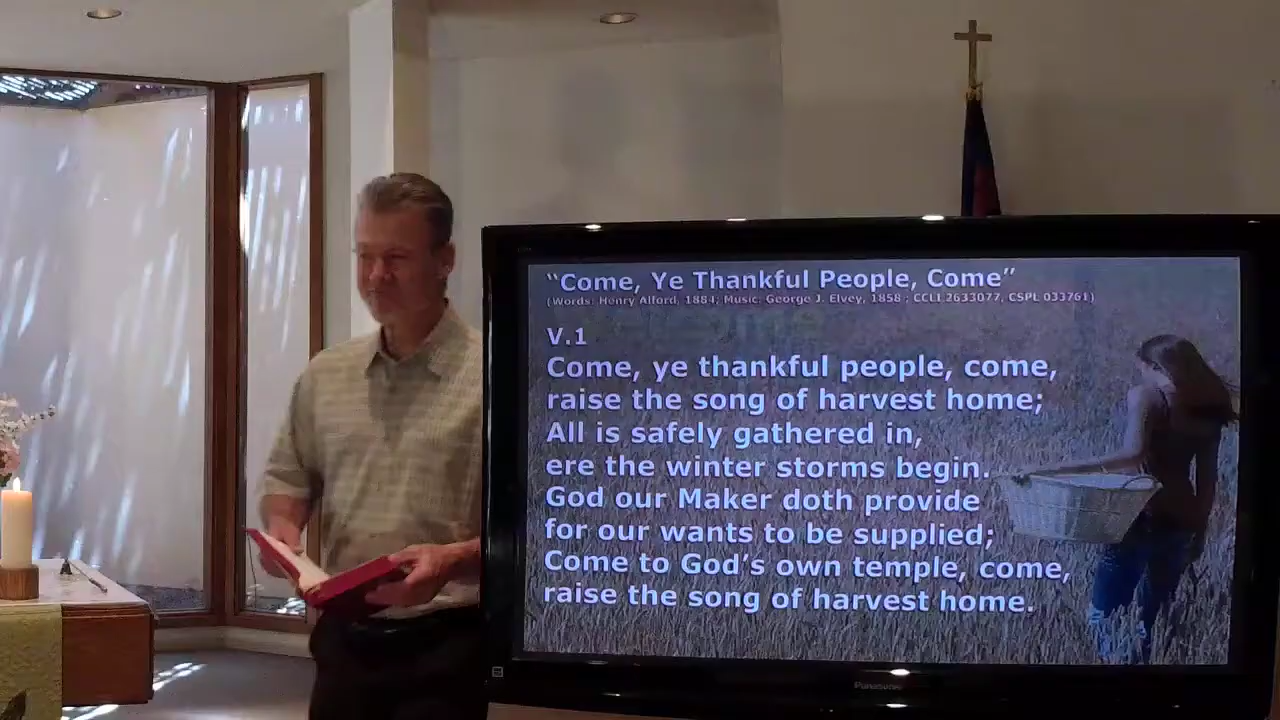 “Come, Ye Thankful People, Come”
(Words: Henry Alford, 1884; Music: George J. Elvey, 1858 ; CCLI 2633077, CSPL 033761)
V.1
Come, ye thankful people, come,
raise the song of harvest home;
All is safely gathered in,
ere the winter storms begin.
God our Maker doth provide
for our wants to be supplied;
Come to God’s own temple, come,
raise the song of harvest home.
Panasonic